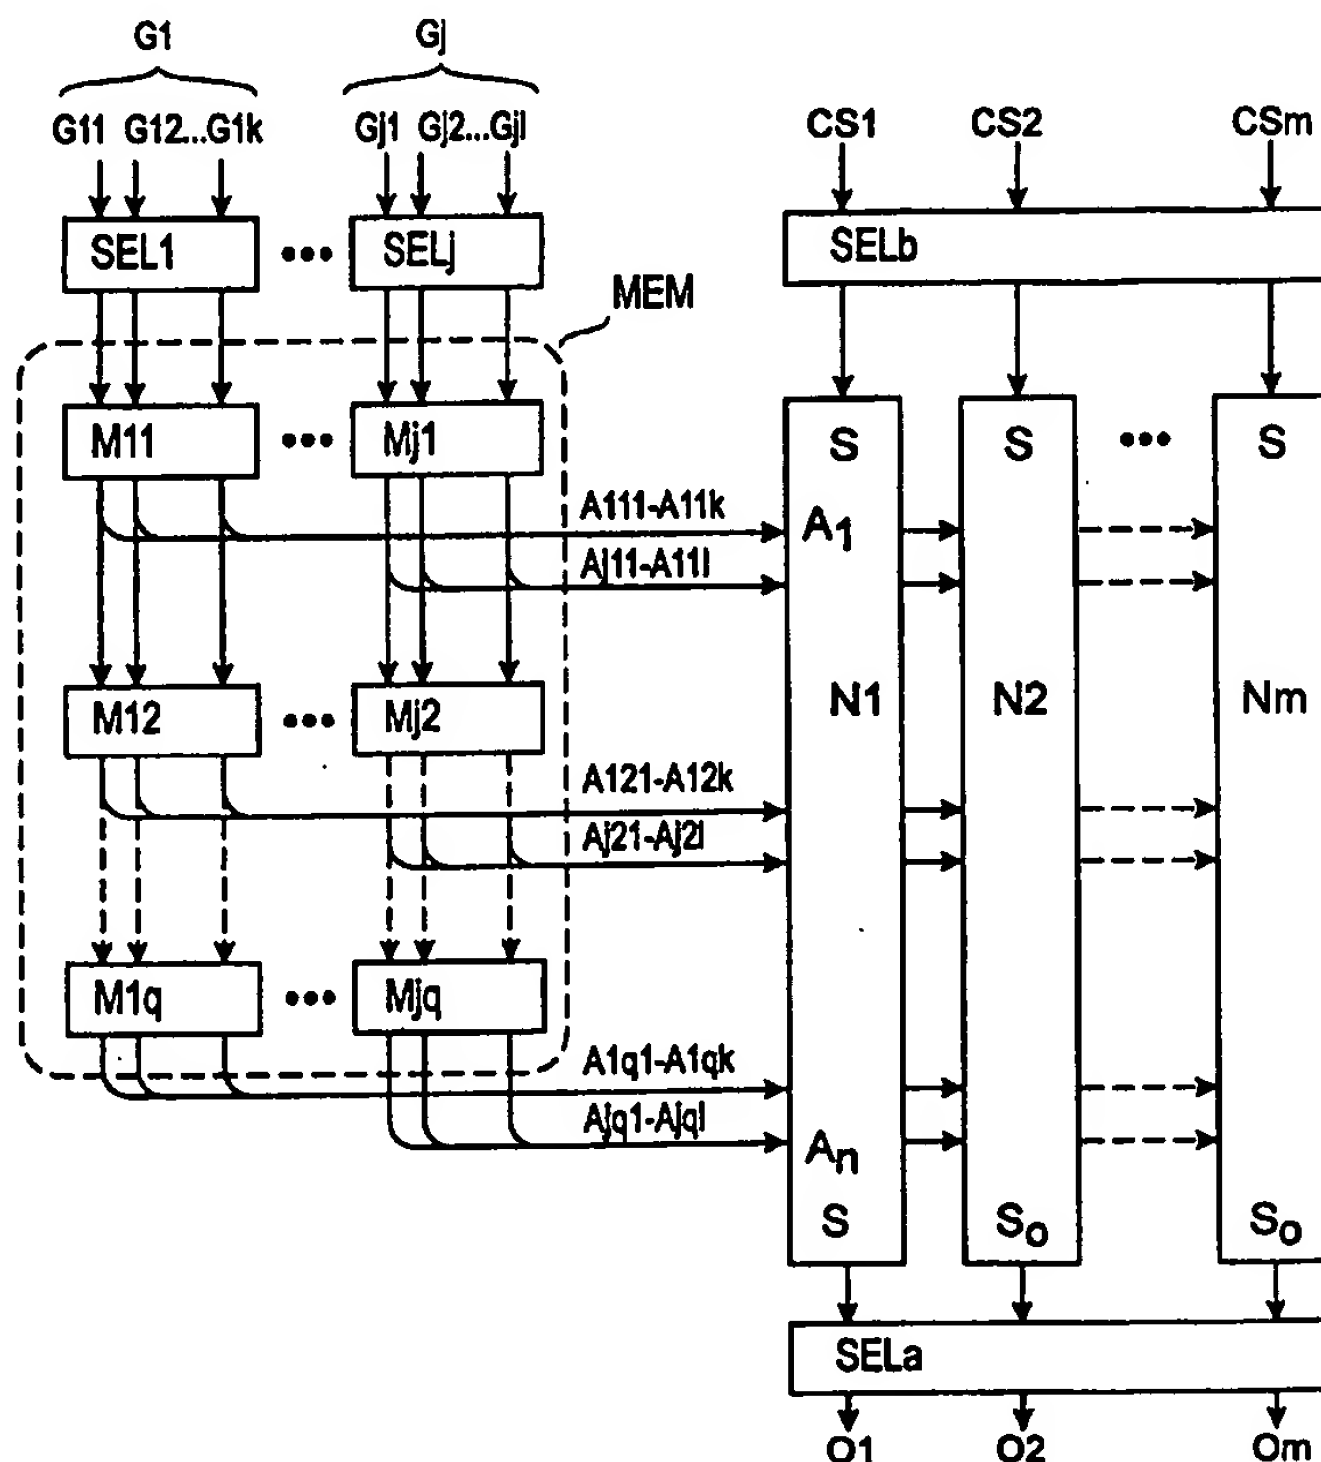 G1 Gj
G11 G12...G1k Gj1 Gj2...Gjl CS1 CS2 CSm
SEL1 ••• SELj SELb
MEM
M11 ••• Mj1 S S ••• S
A111-A11k A1
Aj11-A11l
M12 ••• Mj2 N1 N2 Nm
A121-A12k
Aj21-Aj2l
M1q ••• Mjq
A1q1-A1qk
Ajq1-Ajql An
S So So
SELa
O1 O2 Om